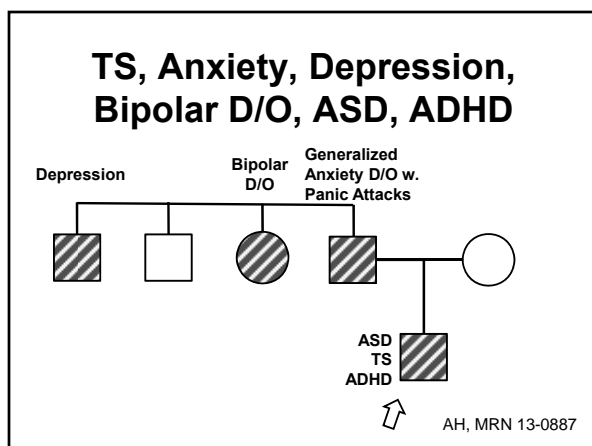 TS, Anxiety, Depression,
Bipolar D/O, ASD, ADHD
Depression
Bipolar
D/O
Generalized
Anxiety D/O w.
Panic Attacks
ASD
TS
ADHD
AH, MRN 13-0887